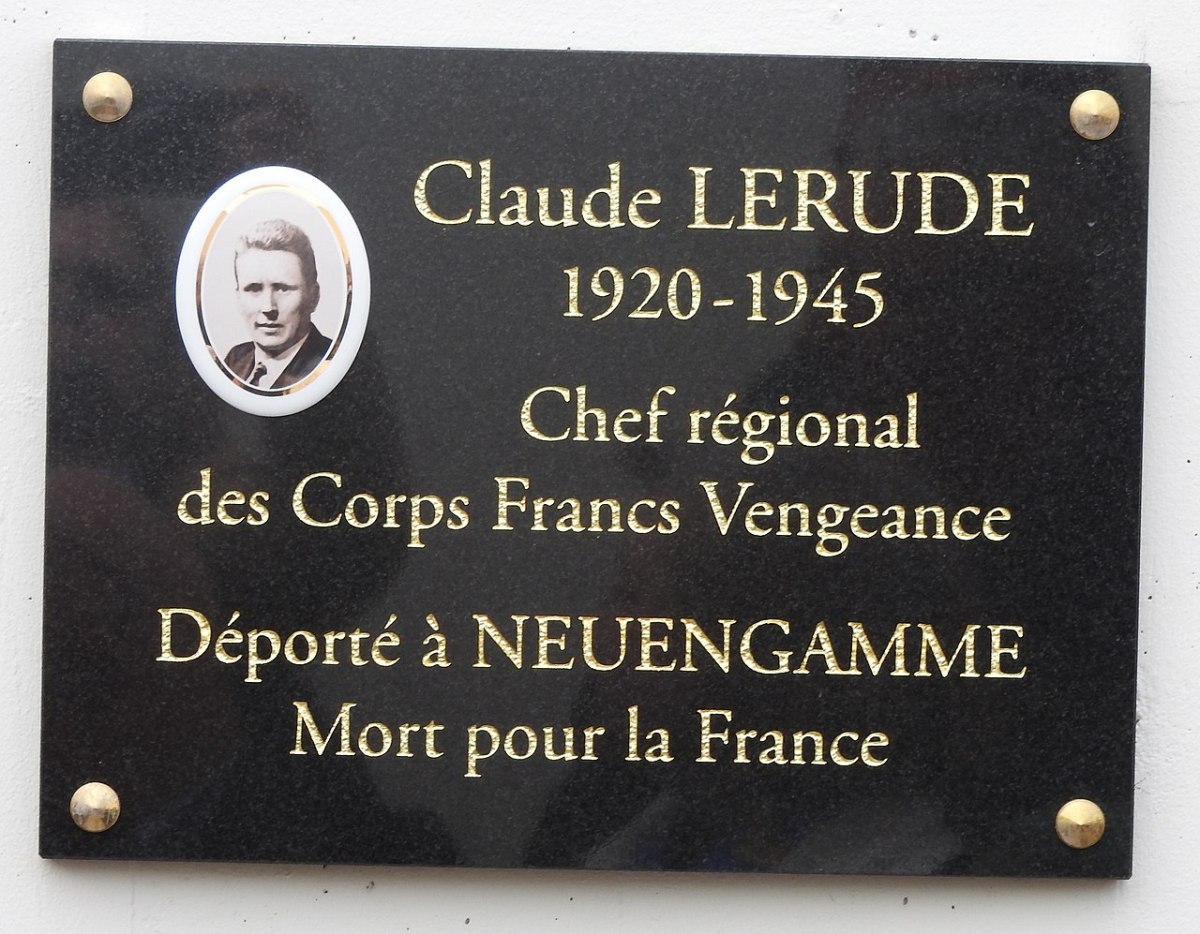 Claude LERUDE
1920-1945
Chef régional
des Corps Francs Vengeance
Déporté à NEUENGAMME
Mort pour la France